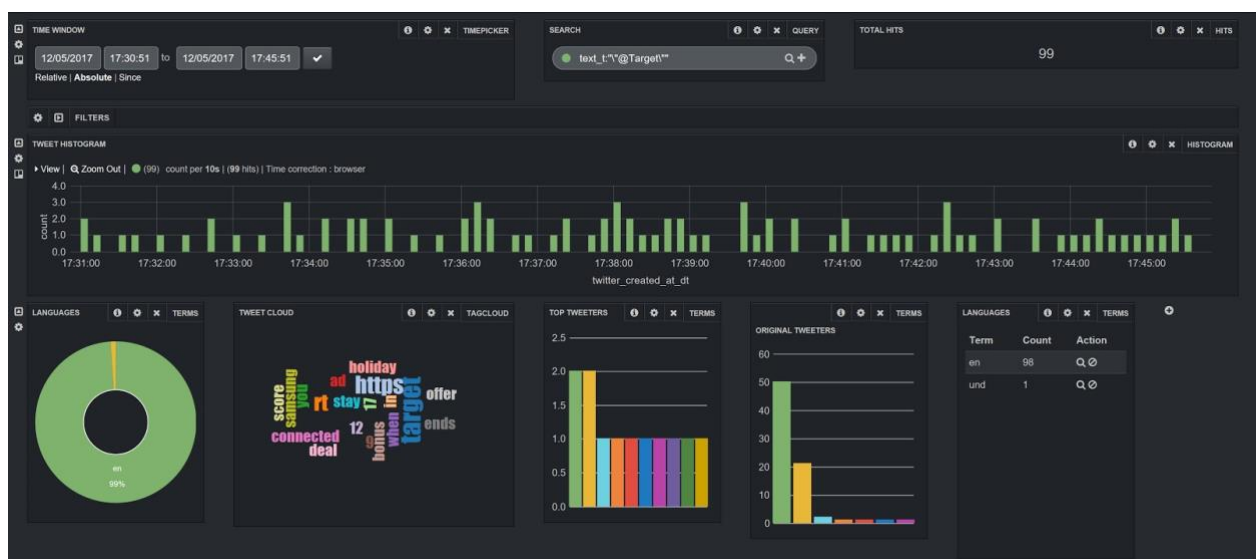 TIME WINDOW
TIMEPICKER
12/05/2017 17:30:51 to 12/05/2017 17:45:51
Relative | Absolute | Since
SEARCH
QUERY
text_t:"\"@Target\""
TOTAL HITS
HITS
99
FILTERS
TWEET HISTOGRAM
HISTOGRAM
View | Zoom Out | (99) count per 10s | (99 hits) | Time correction : browser
4.0
3.0
2.0
1.0
0.0
count
17:31:00 17:32:00 17:33:00 17:34:00 17:35:00 17:36:00 17:37:00 17:38:00 17:39:00 17:40:00 17:41:00 17:42:00 17:43:00 17:44:00 17:45:00
twitter_created_at_dt
LANGUAGES
TERMS
en
99%
TWEET CLOUD
TAGCLOUD
score
samsung
you
ad
holiday
https
rt
stay
17
in
target
offer
ends
connected
deal
12
9
bonus
when
TOP TWEETERS
TERMS
2.5
2.0
1.5
1.0
0.5
0.0
TERMS
ORIGINAL TWEETERS
60
50
40
30
20
10
0
LANGUAGES
TERMS
Term Count Action
en 98
und 1